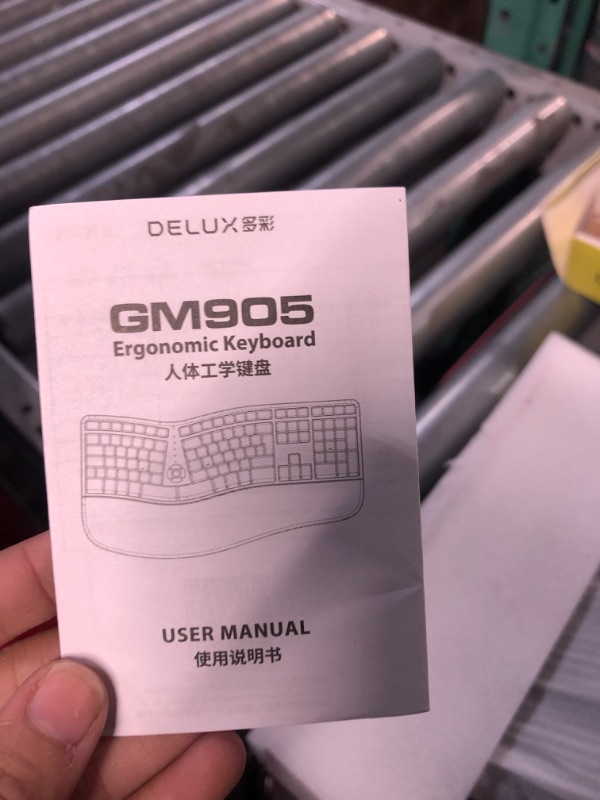 DELUX多彩
GM905
Ergonomic Keyboard
人体工学键盘
USER MANUAL
使用说明书